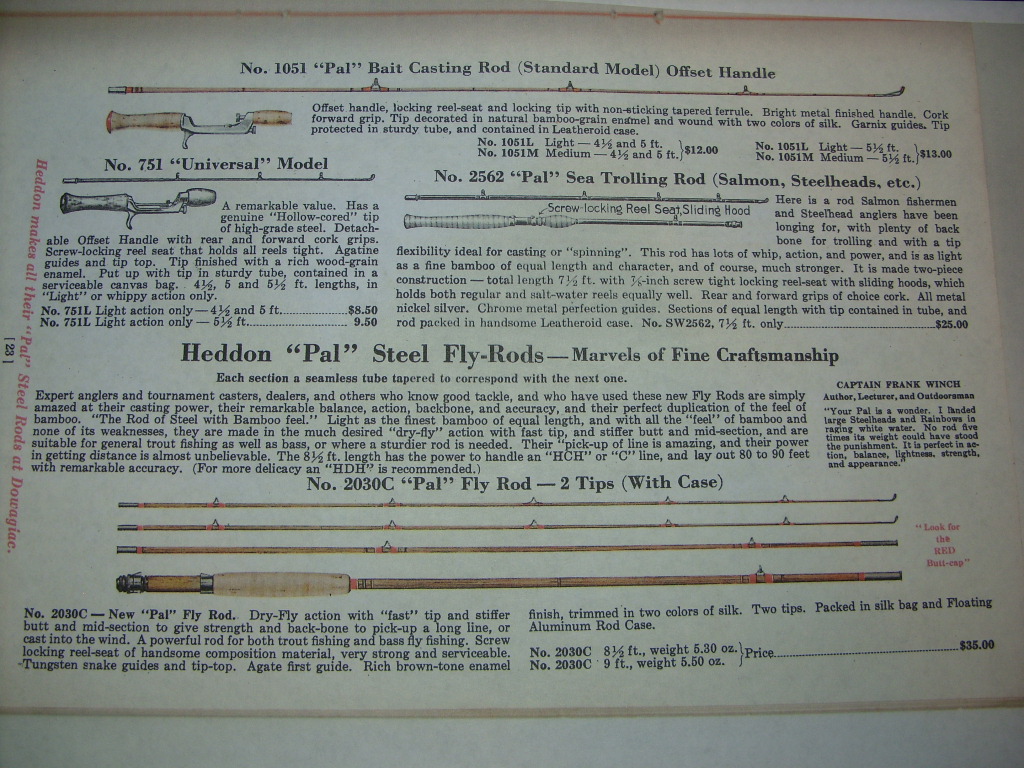 No. 1051 "Pal" Bait Casting Rod (Standard Model) Offset Handle
Offset handle, locking reel-seat and locking tip with non-sticking tapered ferrule. Bright metal finished handle. Cork
forward grip. Tip decorated in natural bamboo-grain enamel and wound with two colors of silk. Garnix guides. Tip
protected in sturdy tube, and contained in Leatheroid case.
No. 1051L Light — 4½ and 5 ft.
No. 1051M Medium — 4½ and 5 ft. } $12.00
No. 1051L Light — 5½ ft.
No. 1051M Medium — 5½ ft. } $13.00
No. 751 "Universal" Model
A remarkable value. Has a
genuine "Hollow-cored" tip
of high-grade steel. Detach-
able Offset Handle with rear and forward cork grips.
Screw-locking reel seat that holds all reels tight. Agatine
guides and tip top. Tip finished with a rich wood-grain
enamel. Put up with tip in sturdy tube, contained in a
serviceable canvas bag. 4½, 5 and 5½ ft. lengths, in
"Light" or whippy action only.
No. 751L Light action only — 4½ and 5 ft. $8.50
No. 751L Light action only — 5½ ft. 9.50
No. 2562 "Pal" Sea Trolling Rod (Salmon, Steelheads, etc.)
Screw-locking Reel Seat, Sliding Hood
Here is a rod Salmon fishermen
and Steelhead anglers have been
longing for, with plenty of back
bone for trolling and with a tip
flexibility ideal for casting or "spinning". This rod has lots of whip, action, and power, and is as light
as a fine bamboo of equal length and character, and of course, much stronger. It is made two-piece
construction — total length 7½ ft. with ⅞-inch screw tight locking reel-seat with sliding hoods, which
holds both regular and salt-water reels equally well. Rear and forward grips of choice cork. All metal
nickel silver. Chrome metal perfection guides. Sections of equal length with tip contained in tube, and
rod packed in handsome Leatheroid case. No. SW2562, 7½ ft. only $25.00
Heddon makes all their "Pal" Steel Rods at Dowagiac.
[23]
Heddon "Pal" Steel Fly-Rods — Marvels of Fine Craftsmanship
Each section a seamless tube tapered to correspond with the next one.
Expert anglers and tournament casters, dealers, and others who know good tackle, and who have used these new Fly Rods are simply
amazed at their casting power, their remarkable balance, action, backbone, and accuracy, and their perfect duplication of the feel of
bamboo. "The Rod of Steel with Bamboo feel." Light as the finest bamboo of equal length, and with all the "feel" of bamboo and
none of its weaknesses, they are made in the much desired "dry-fly" action with fast tip, and stiffer butt and mid-section, and are
suitable for general trout fishing as well as bass, or where a sturdier rod is needed. Their "pick-up of line is amazing, and their power
in getting distance is almost unbelievable. The 8½ ft. length has the power to handle an "HCH" or "C" line, and lay out 80 to 90 feet
with remarkable accuracy. (For more delicacy an "HDH" is recommended.)
CAPTAIN FRANK WINCH
Author, Lecturer, and Outdoorsman
"Your Pal is a wonder. I landed
large Steelheads and Rainbows in
raging white water. No rod five
times its weight could have stood
the punishment. It is perfect in ac-
tion, balance, lightness, strength,
and appearance."
No. 2030C "Pal" Fly Rod — 2 Tips (With Case)
"Look for
the
RED
Butt-cap"
No. 2030C — New "Pal" Fly Rod. Dry-Fly action with "fast" tip and stiffer
butt and mid-section to give strength and back-bone to pick-up a long line, or
cast into the wind. A powerful rod for both trout fishing and bass fly fishing. Screw
locking reel-seat of handsome composition material, very strong and serviceable.
Tungsten snake guides and tip-top. Agate first guide. Rich brown-tone enamel
finish, trimmed in two colors of silk. Two tips. Packed in silk bag and Floating
Aluminum Rod Case.
No. 2030C 8½ ft., weight 5.30 oz.
No. 2030C 9 ft., weight 5.50 oz. } Price $35.00